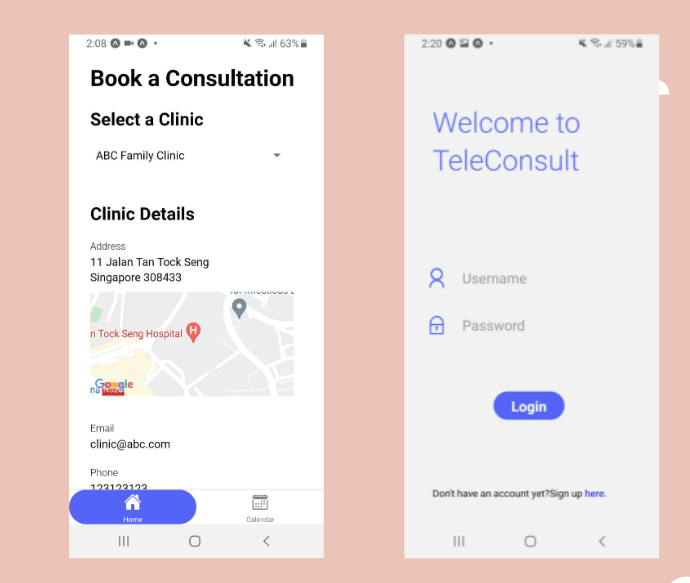 2:08
63%
Book a Consultation
Select a Clinic
ABC Family Clinic
Clinic Details
Address
11 Jalan Tan Tock Seng
Singapore 308433
n Tock Seng Hospital
H
Google
Email
clinic@abc.com
Phone
123123123
Home
Calendar
2:20
59%
Welcome to
TeleConsult
Username
Password
Login
Don't have an account yet?Sign up here.